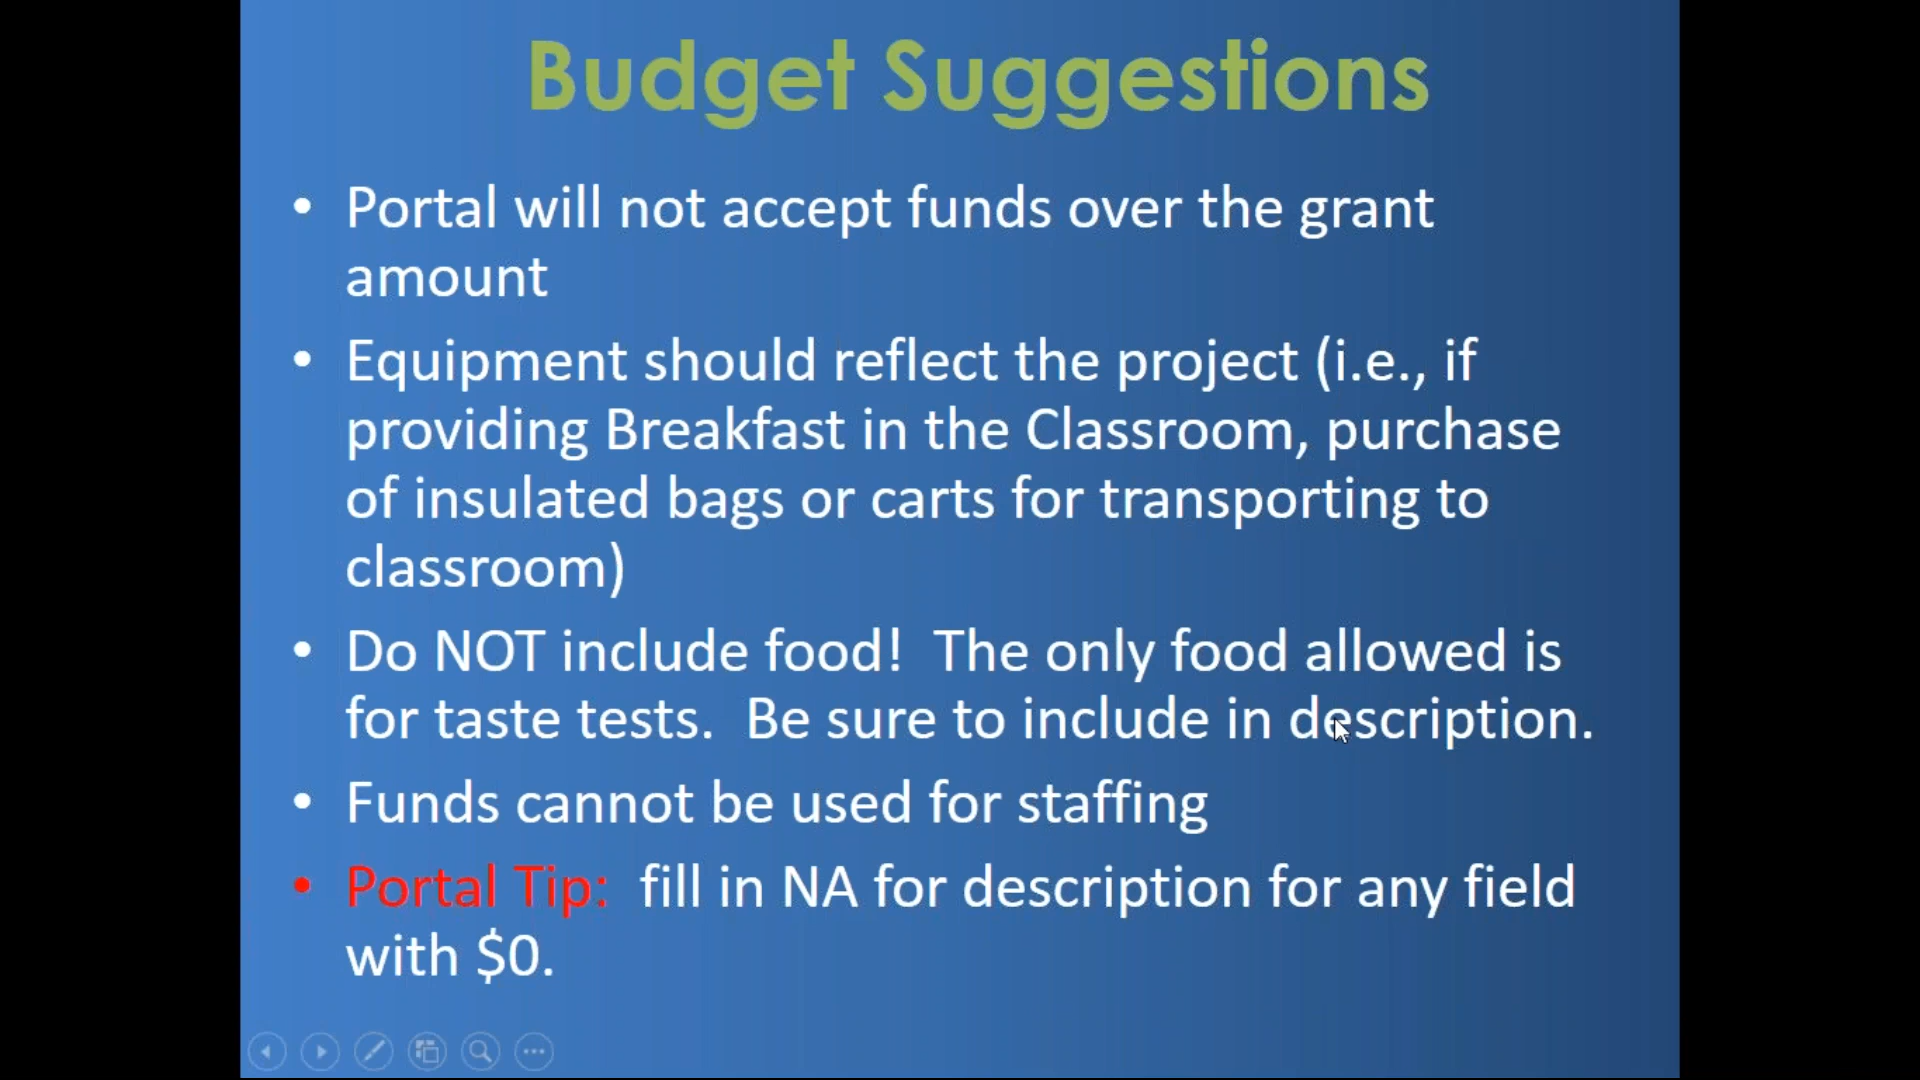 Budget Suggestions
• Portal will not accept funds over the grant
amount
• Equipment should reflect the project (i.e., if
providing Breakfast in the Classroom, purchase
of insulated bags or carts for transporting to
classroom)
• Do NOT include food!  The only food allowed is
for taste tests.  Be sure to include in description.
• Funds cannot be used for staffing
• Portal Tip:  fill in NA for description for any field
with $0.